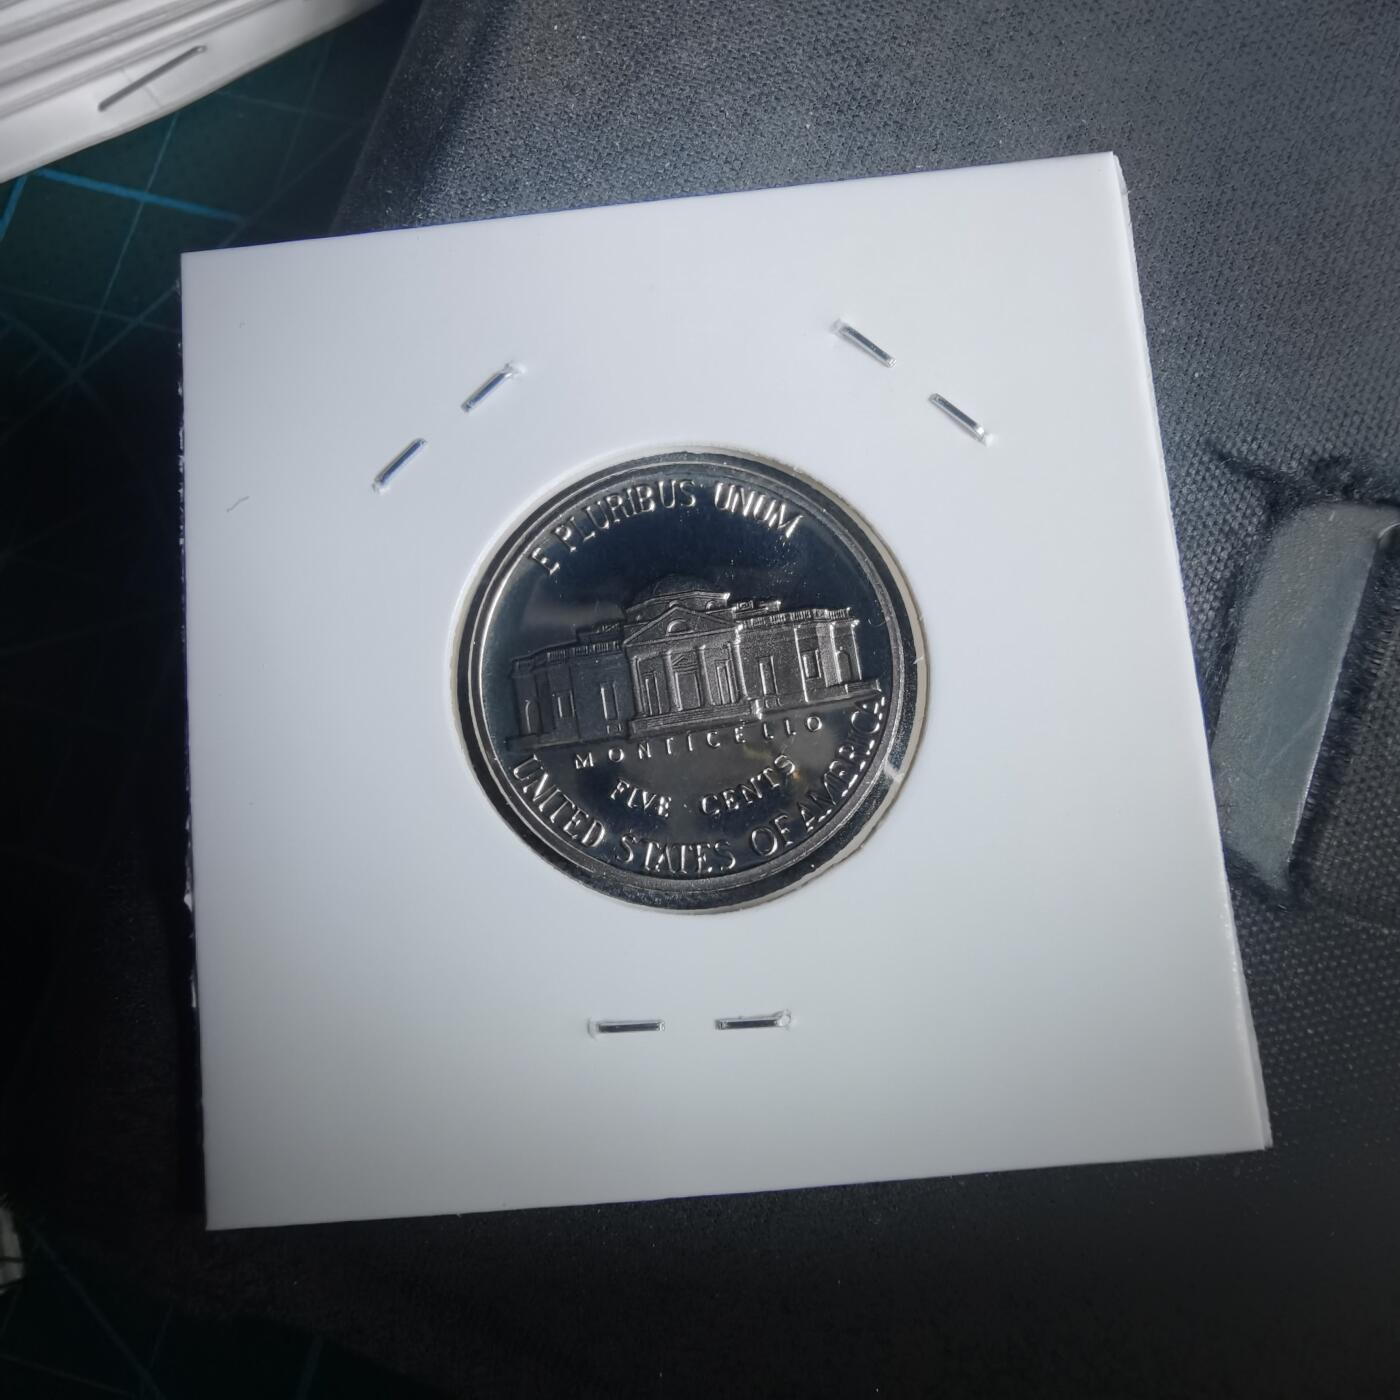 E PLURIBUS UNUM
MONTICELLO
FIVE CENTS
UNITED STATES OF AMERICA